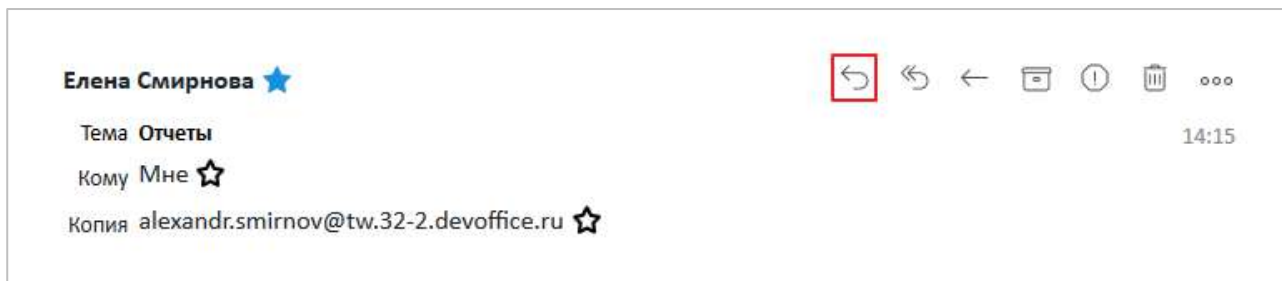 Елена Смирнова
Тема Отчеты
14:15
Кому Мне
Копия alexandr.smirnov@tw.32-2.devoffice.ru